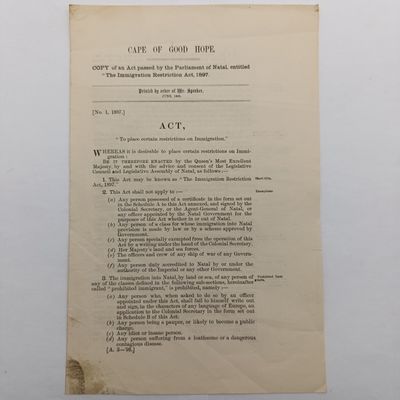 CAPE OF GOOD HOPE.
COPY of an Act passed by the Parliament of Natal, entitled
"The Immigration Restriction Act, 1897.
Printed by order of Mr. Speaker,
JUNE, 1898.
[No. 1, 1897.]
ACT,
"To place certain restrictions on Immigration."
WHEREAS it is desirable to place certain restrictions on Immi-
gration:
BE IT THEREFORE ENACTED by the Queen's Most Excellent
Majesty, by and with the advice and consent of the Legislative
Council and Legislative Assembly of Natal, as follows:—
1. This Act may be known as "The Immigration Restriction
Act, 1897."
Short title.
2. This Act shall not apply to:—
Exemptions.
(a) Any person possessed of a certificate in the form set out
in the Schedule A to this Act annexed, and signed by the
Colonial Secretary, or the Agent-General of Natal, or
any officer appointed by the Natal Government for the
purposes of this Act whether in or out of Natal.
(b) Any person of a class for whose immigration into Natal
provision is made by law or by a scheme approved by
Government.
(c) Any person specially exempted from the operation of this
Act by a writing under the hand of the Colonial Secretary.
(d) Her Majesty's land and sea forces.
(e) The officers and crew of any ship of war of any Govern-
ment.
(f) Any person duly accredited to Natal by or under the
authority of the Imperial or any other Government.
3. The immigration into Natal, by land or sea, of any person of
any of the classes defined in the following sub-sections, hereinafter
called "prohibited immigrant," is prohibited, namely:—
Prohibited
(a) Any person who, when asked to do so by an officer
appointed under this Act, shall fail to himself write out
and sign, in the characters of any language of Europe, an
application to the Colonial Secretary in the form set out
in Schedule B of this Act.
(b) Any person being a pauper, or likely to become a public
charge.
(c) Any idiot or insane person.
(d) Any person suffering from a loathsome or a dangerous
contagious disease.
[A. 3—'98.]